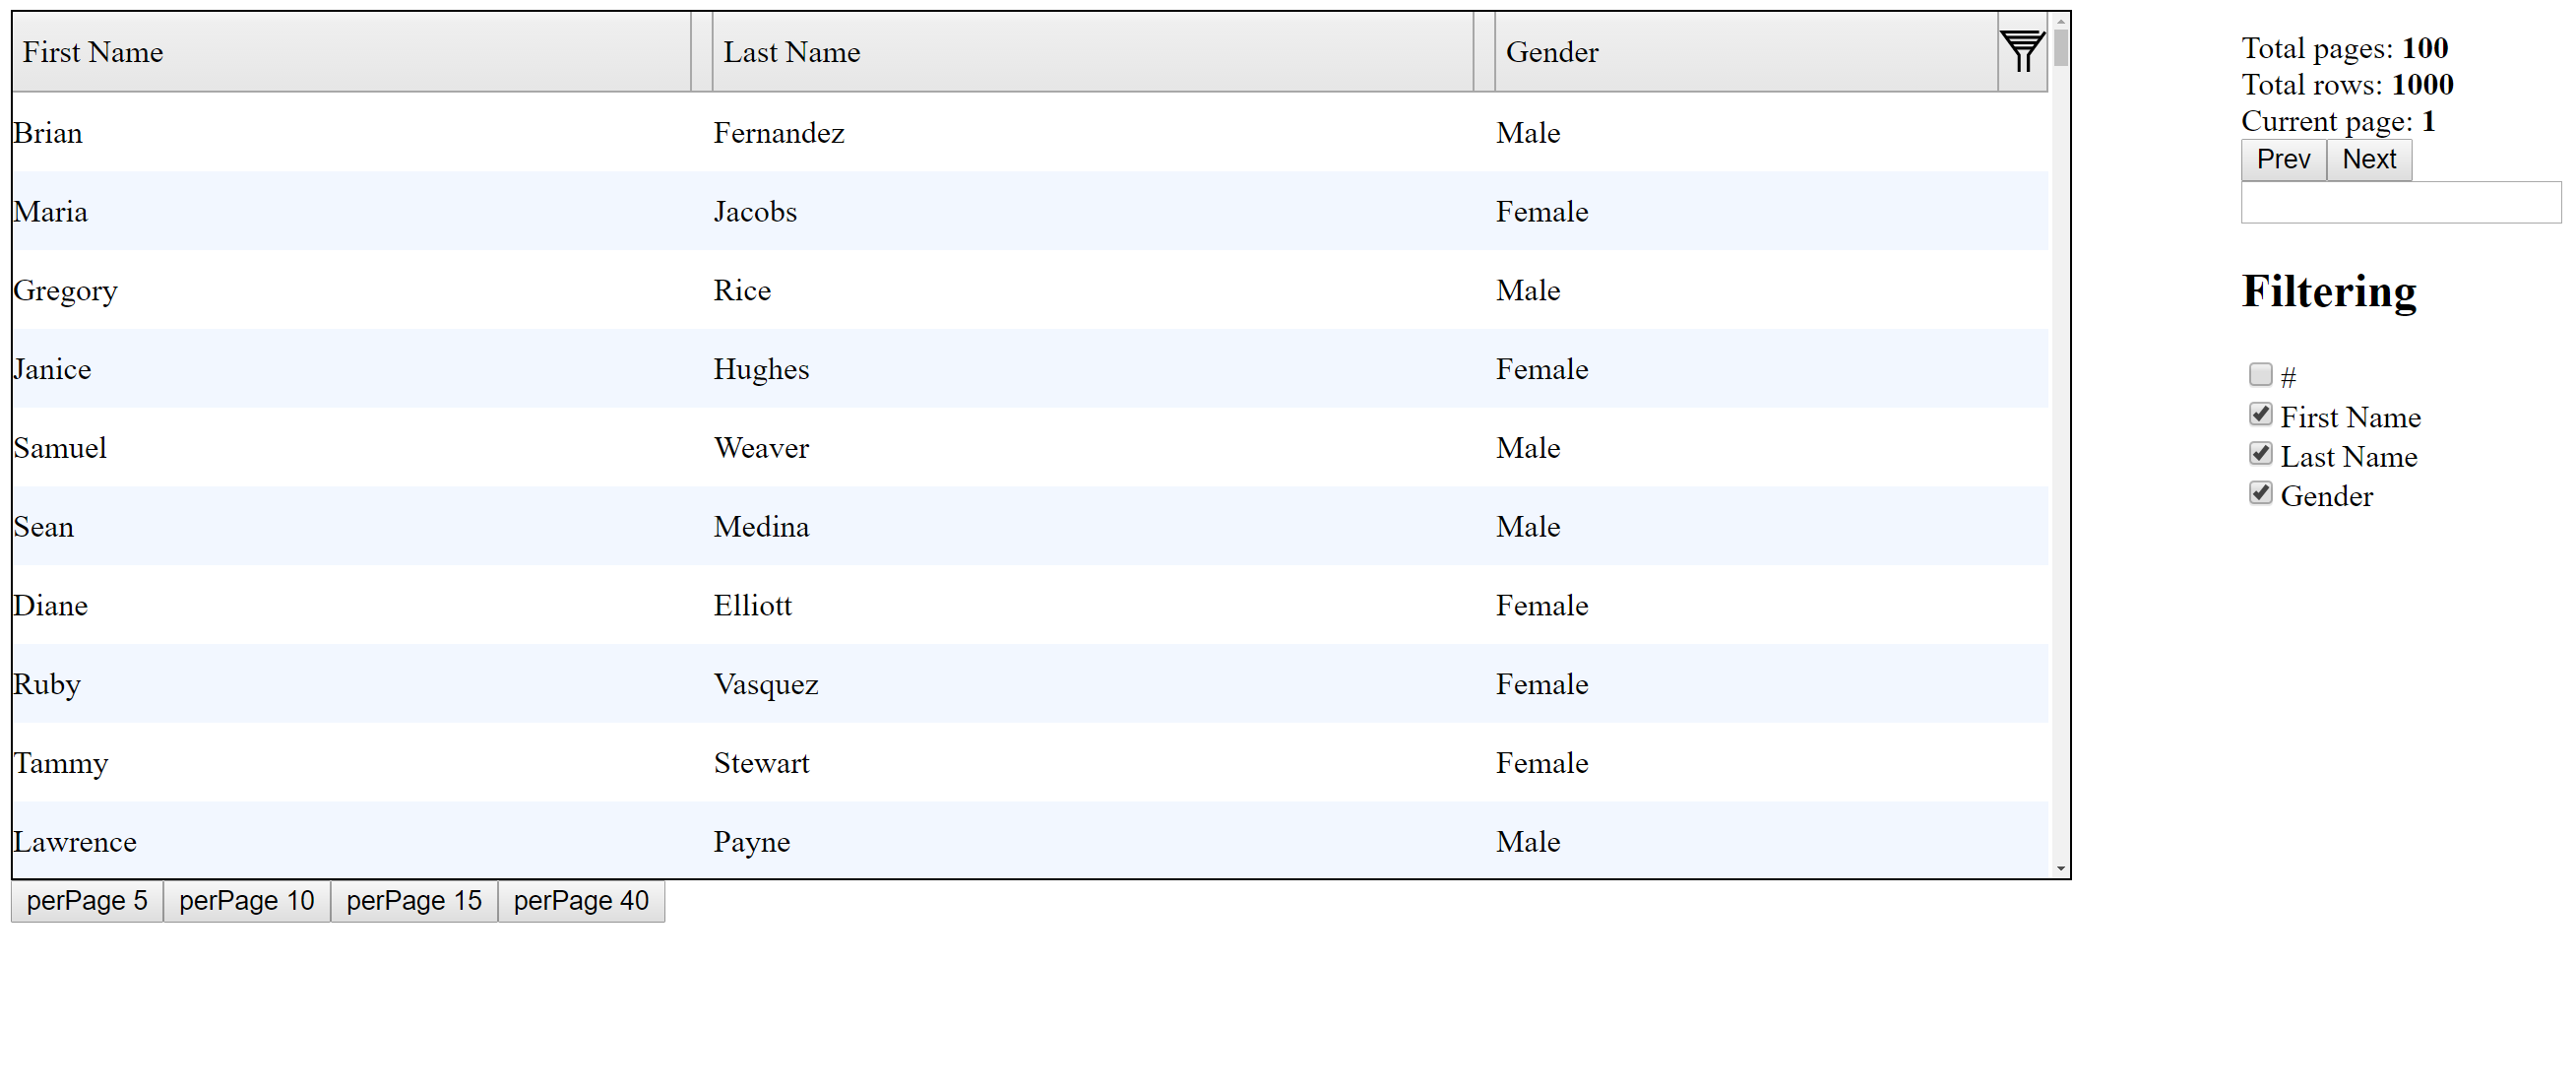 First Name Last Name Gender
Brian Fernandez Male
Maria Jacobs Female
Gregory Rice Male
Janice Hughes Female
Samuel Weaver Male
Sean Medina Male
Diane Elliott Female
Ruby Vasquez Female
Tammy Stewart Female
Lawrence Payne Male
perPage 5 perPage 10 perPage 15 perPage 40
Total pages: 100
Total rows: 1000
Current page: 1
Prev Next
Filtering
#
First Name
Last Name
Gender